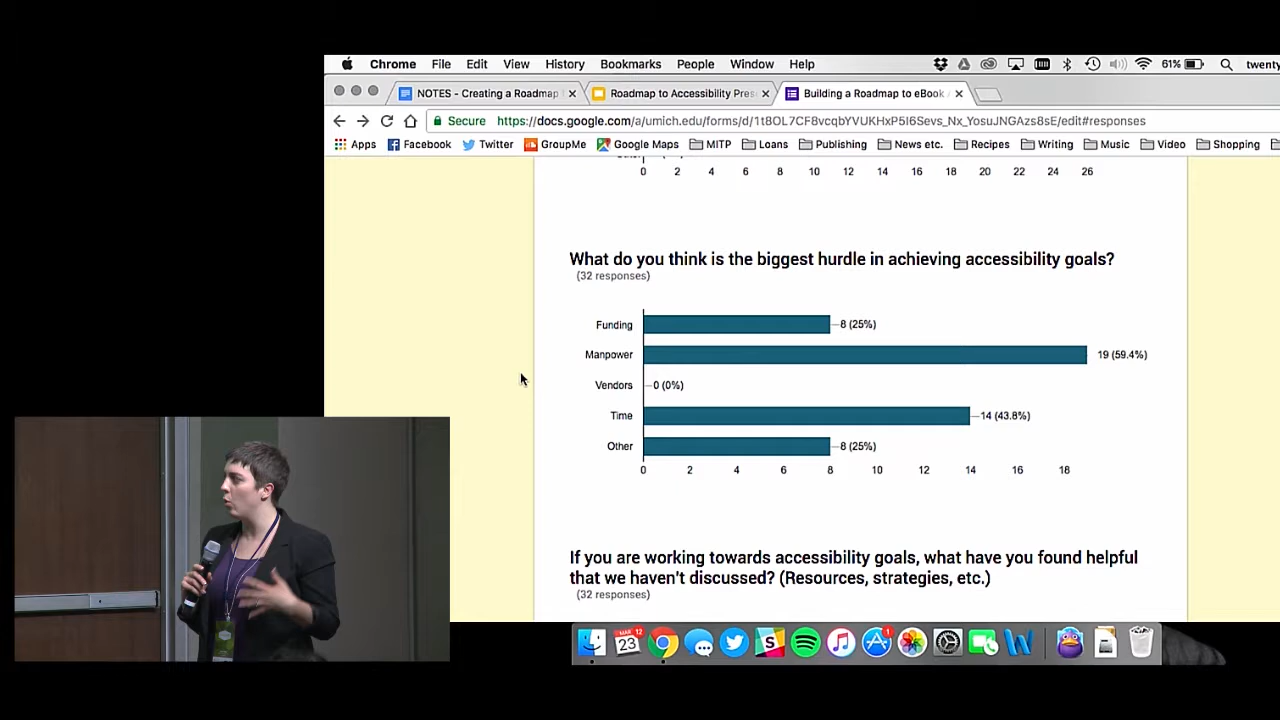 Chrome File Edit View History Bookmarks People Window Help 61% twenty
NOTES - Creating a Roadmap Roadmap to Accessibility Pres Building a Roadmap to eBook
Secure https://docs.google.com/a/umich.edu/forms/d/1tBOL7CF8vcqbYVUKHxP5I6Sevs_Nx_YosuJNGAzs8sE/edit#responses
Apps Facebook Twitter GroupMe Google Maps MITP Loans Publishing News etc. Recipes Writing Music Video Shopping
0 2 4 6 8 10 12 14 16 18 19 20 22 24 26
What do you think is the biggest hurdle in achieving accessibility goals?
(32 responses)
Funding 8 (25%)
Manpower 19 (59.4%)
Vendors 0 (0%)
Time 14 (43.8%)
Other 8 (25%)
0 2 4 6 8 10 12 14 16 18
If you are working towards accessibility goals, what have you found helpful
that we haven't discussed? (Resources, strategies, etc.)
(32 responses)
MAR 12
23
1